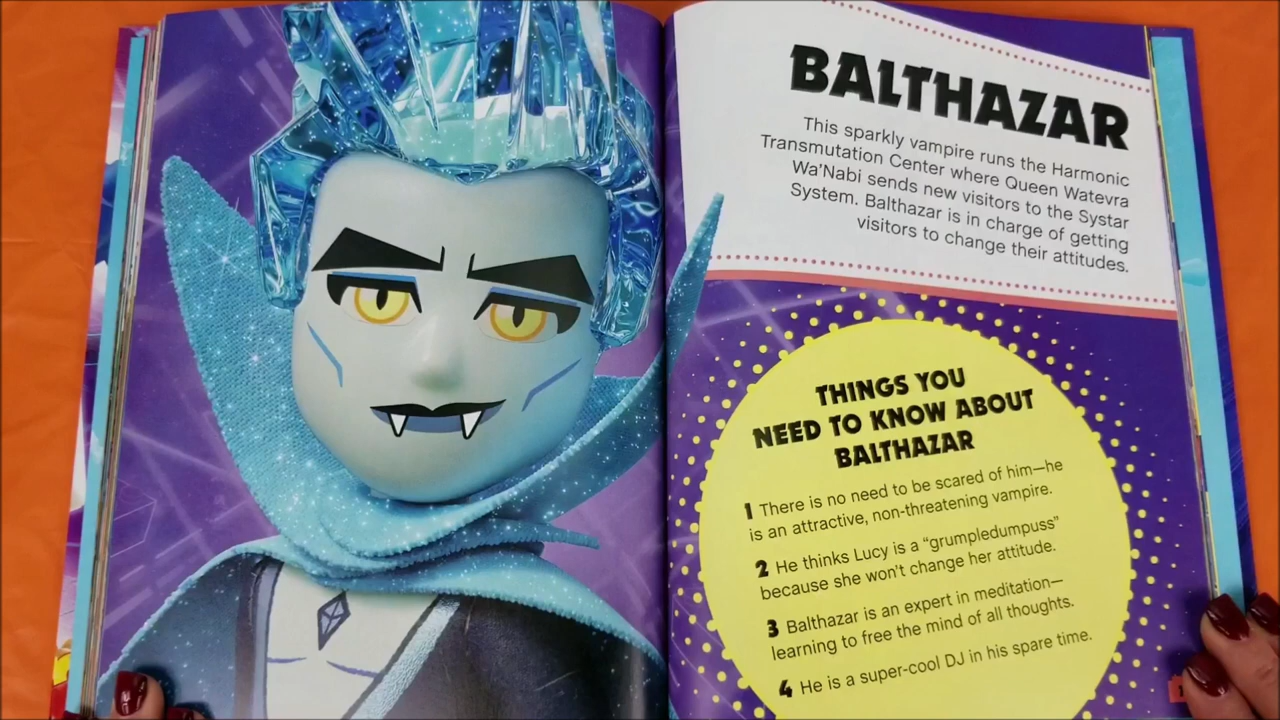 BALTHAZAR
This sparkly vampire runs the Harmonic
Transmutation Center where Queen Watevra
Wa'Nabi sends new visitors to the Systar
System. Balthazar is in charge of getting
visitors to change their attitudes.
THINGS YOU
NEED TO KNOW ABOUT
BALTHAZAR
1 There is no need to be scared of him—he
is an attractive, non-threatening vampire.
2 He thinks Lucy is a “grumpledumpuss”
because she won't change her attitude.
3 Balthazar is an expert in meditation—
learning to free the mind of all thoughts.
4 He is a super-cool DJ in his spare time.